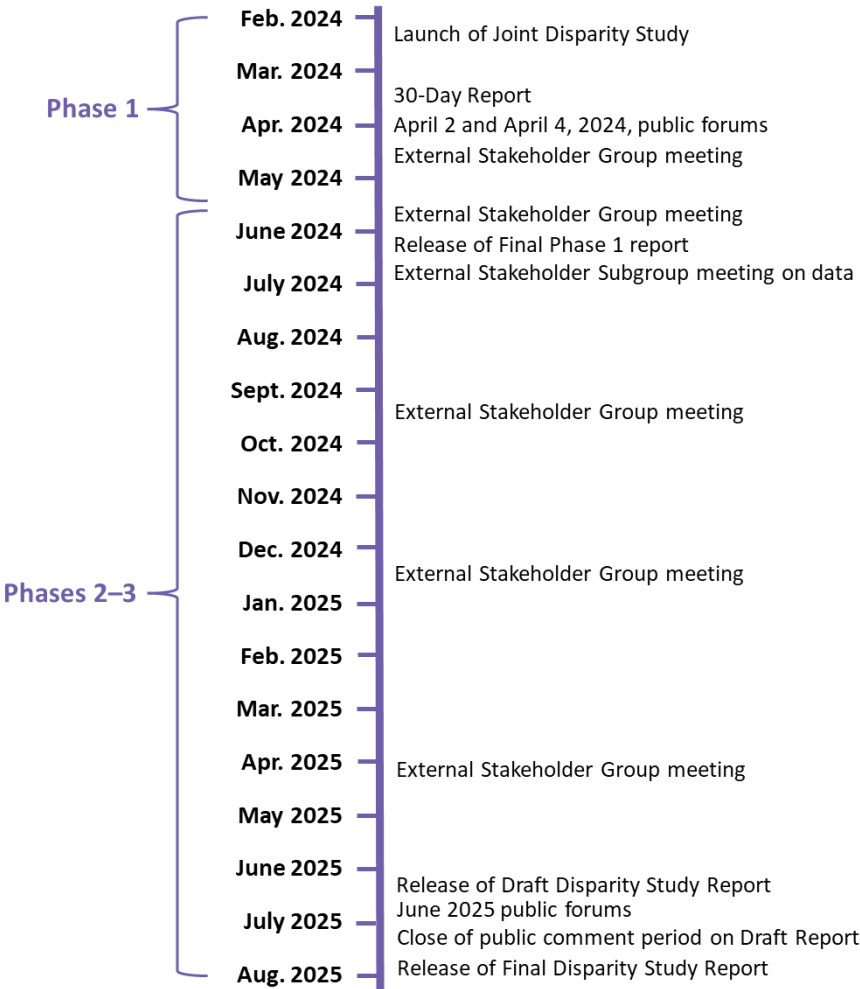 Feb. 2024
Launch of Joint Disparity Study
Mar. 2024
30-Day Report
Phase 1
Apr. 2024
April 2 and April 4, 2024, public forums
External Stakeholder Group meeting
May 2024
External Stakeholder Group meeting
June 2024
Release of Final Phase 1 report
External Stakeholder Subgroup meeting on data
July 2024
Aug. 2024
Sept. 2024
External Stakeholder Group meeting
Oct. 2024
Nov. 2024
Dec. 2024
External Stakeholder Group meeting
Phases 2–3
Jan. 2025
Feb. 2025
Mar. 2025
Apr. 2025
External Stakeholder Group meeting
May 2025
June 2025
Release of Draft Disparity Study Report
June 2025 public forums
July 2025
Close of public comment period on Draft Report
Release of Final Disparity Study Report
Aug. 2025